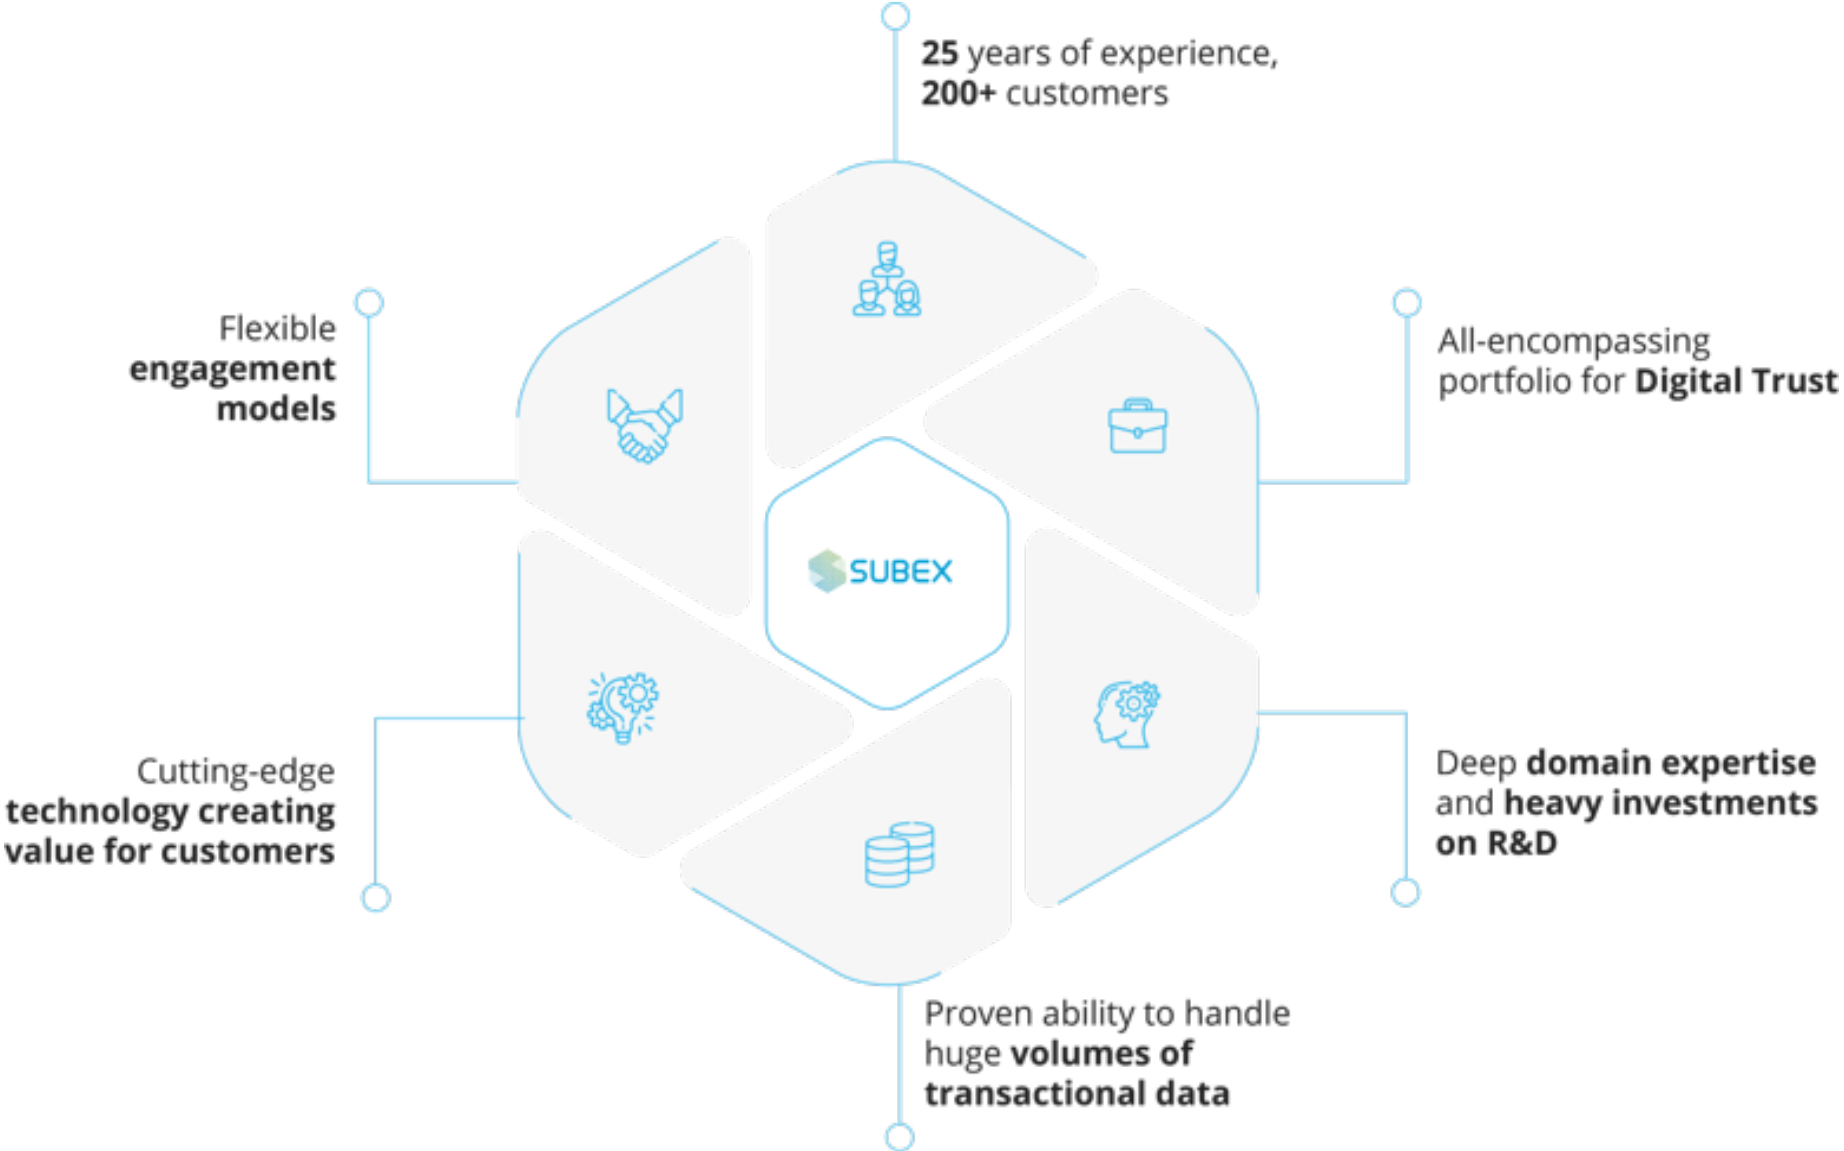 25 years of experience,
200+ customers
All-encompassing
portfolio for Digital Trust
Deep domain expertise
and heavy investments
on R&D
Proven ability to handle
huge volumes of
transactional data
Cutting-edge
technology creating
value for customers
Flexible
engagement
models
SUBEX